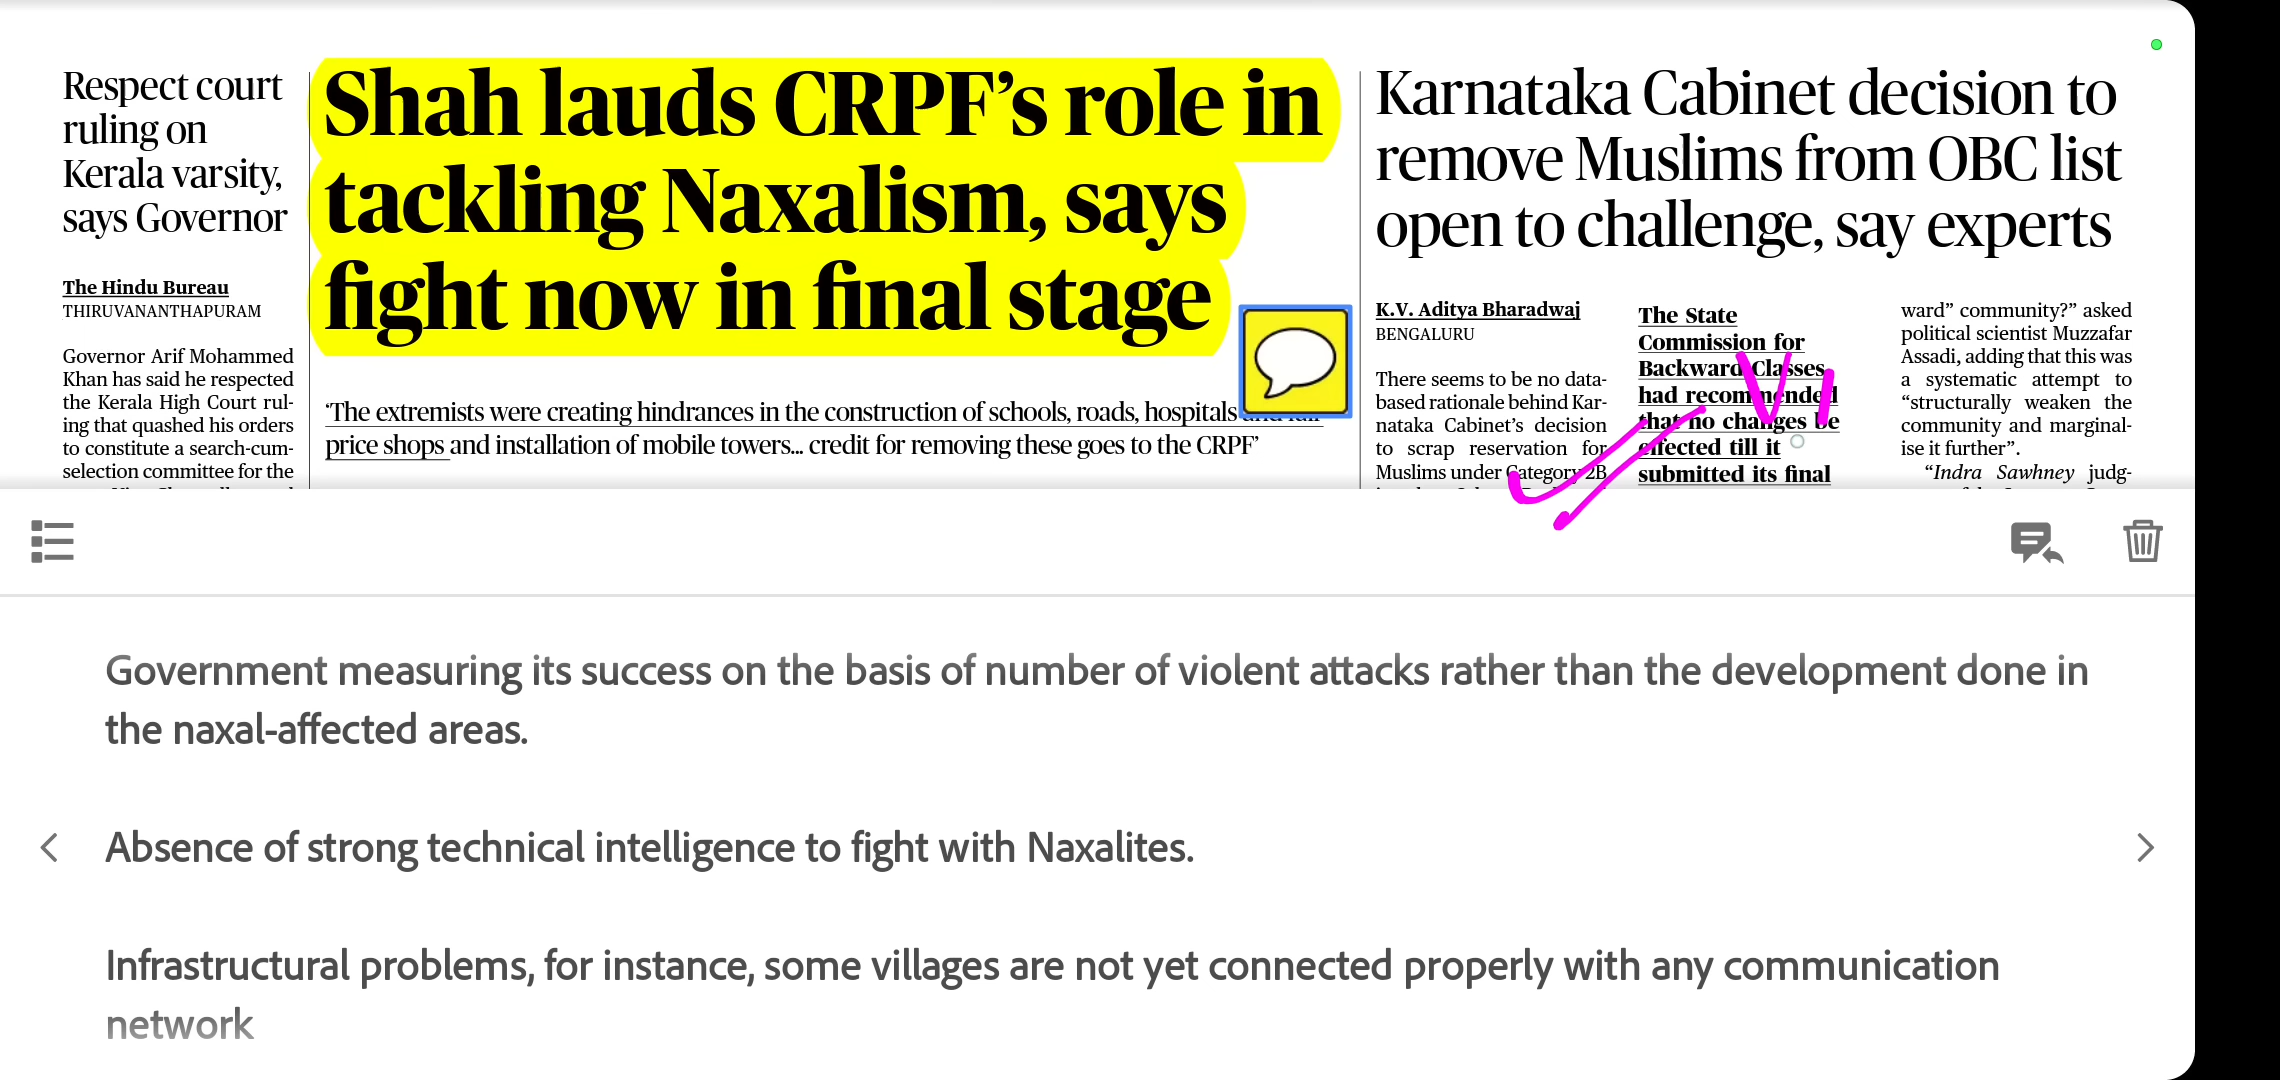 Respect court
ruling on
Kerala varsity,
says Governor
The Hindu Bureau
THIRUVANANTHAPURAM
Governor Arif Mohammed
Khan has said he respected
the Kerala High Court rul-
ing that quashed his orders
to constitute a search-cum-
selection committee for the
Shah lauds CRPF’s role in
tackling Naxalism, says
fight now in final stage
‘The extremists were creating hindrances in the construction of schools, roads, hospitals
price shops and installation of mobile towers... credit for removing these goes to the CRPF’
Karnataka Cabinet decision to
remove Muslims from OBC list
open to challenge, say experts
K.V. Aditya Bharadwaj
BENGALURU
There seems to be no data-
based rationale behind Kar-
nataka Cabinet’s decision
to scrap reservation for
Muslims under Category 2B
The State
Commission for
Backward Classes
had recommended
that no changes be
effected till it
submitted its final
V1
ward” community?” asked
political scientist Muzzafar
Assadi, adding that this was
a systematic attempt to
“structurally weaken the
community and marginal-
ise it further”.
“Indra Sawhney judg-
Government measuring its success on the basis of number of violent attacks rather than the development done in
the naxal-affected areas.
Absence of strong technical intelligence to fight with Naxalites.
Infrastructural problems, for instance, some villages are not yet connected properly with any communication
network